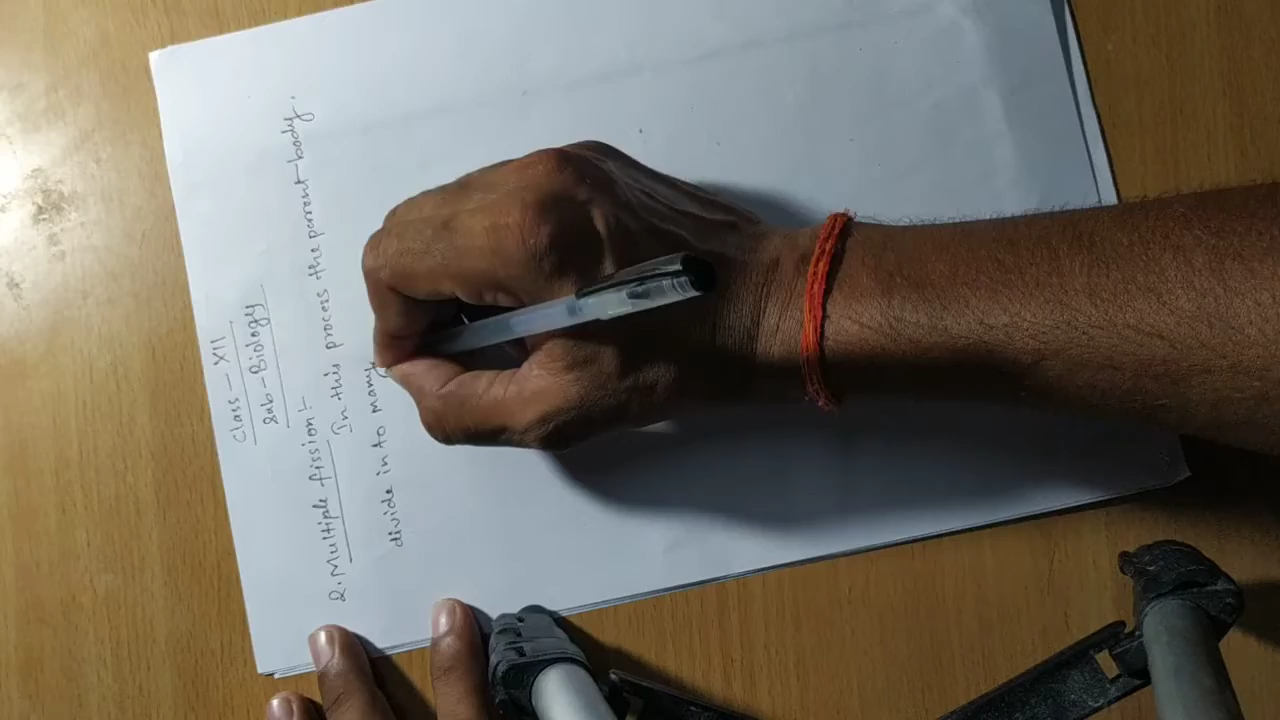 Class - XII
Sub - Biology
2. Multiple fission!-
In this process the parent body.
divide in to many